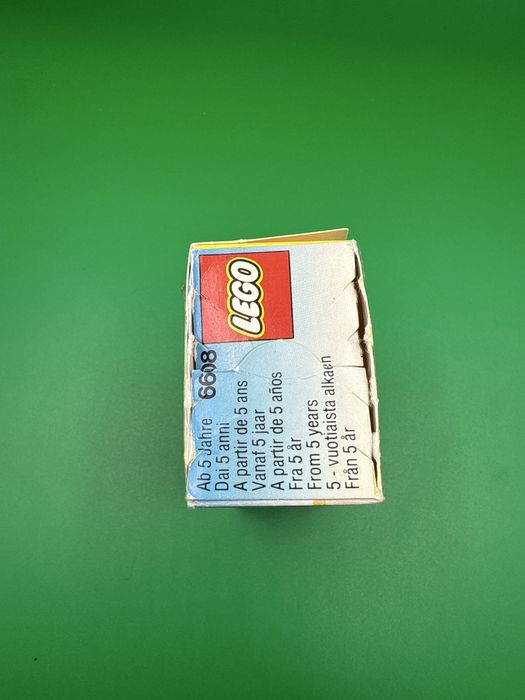 LEGO
Ab 5 Jahre 6608
Dai 5 anni
A partir de 5 ans
Vanaf 5 jaar
A partir de 5 años
Fra 5 år
From 5 years
5 - vuotiaista alkaen
Från 5 år